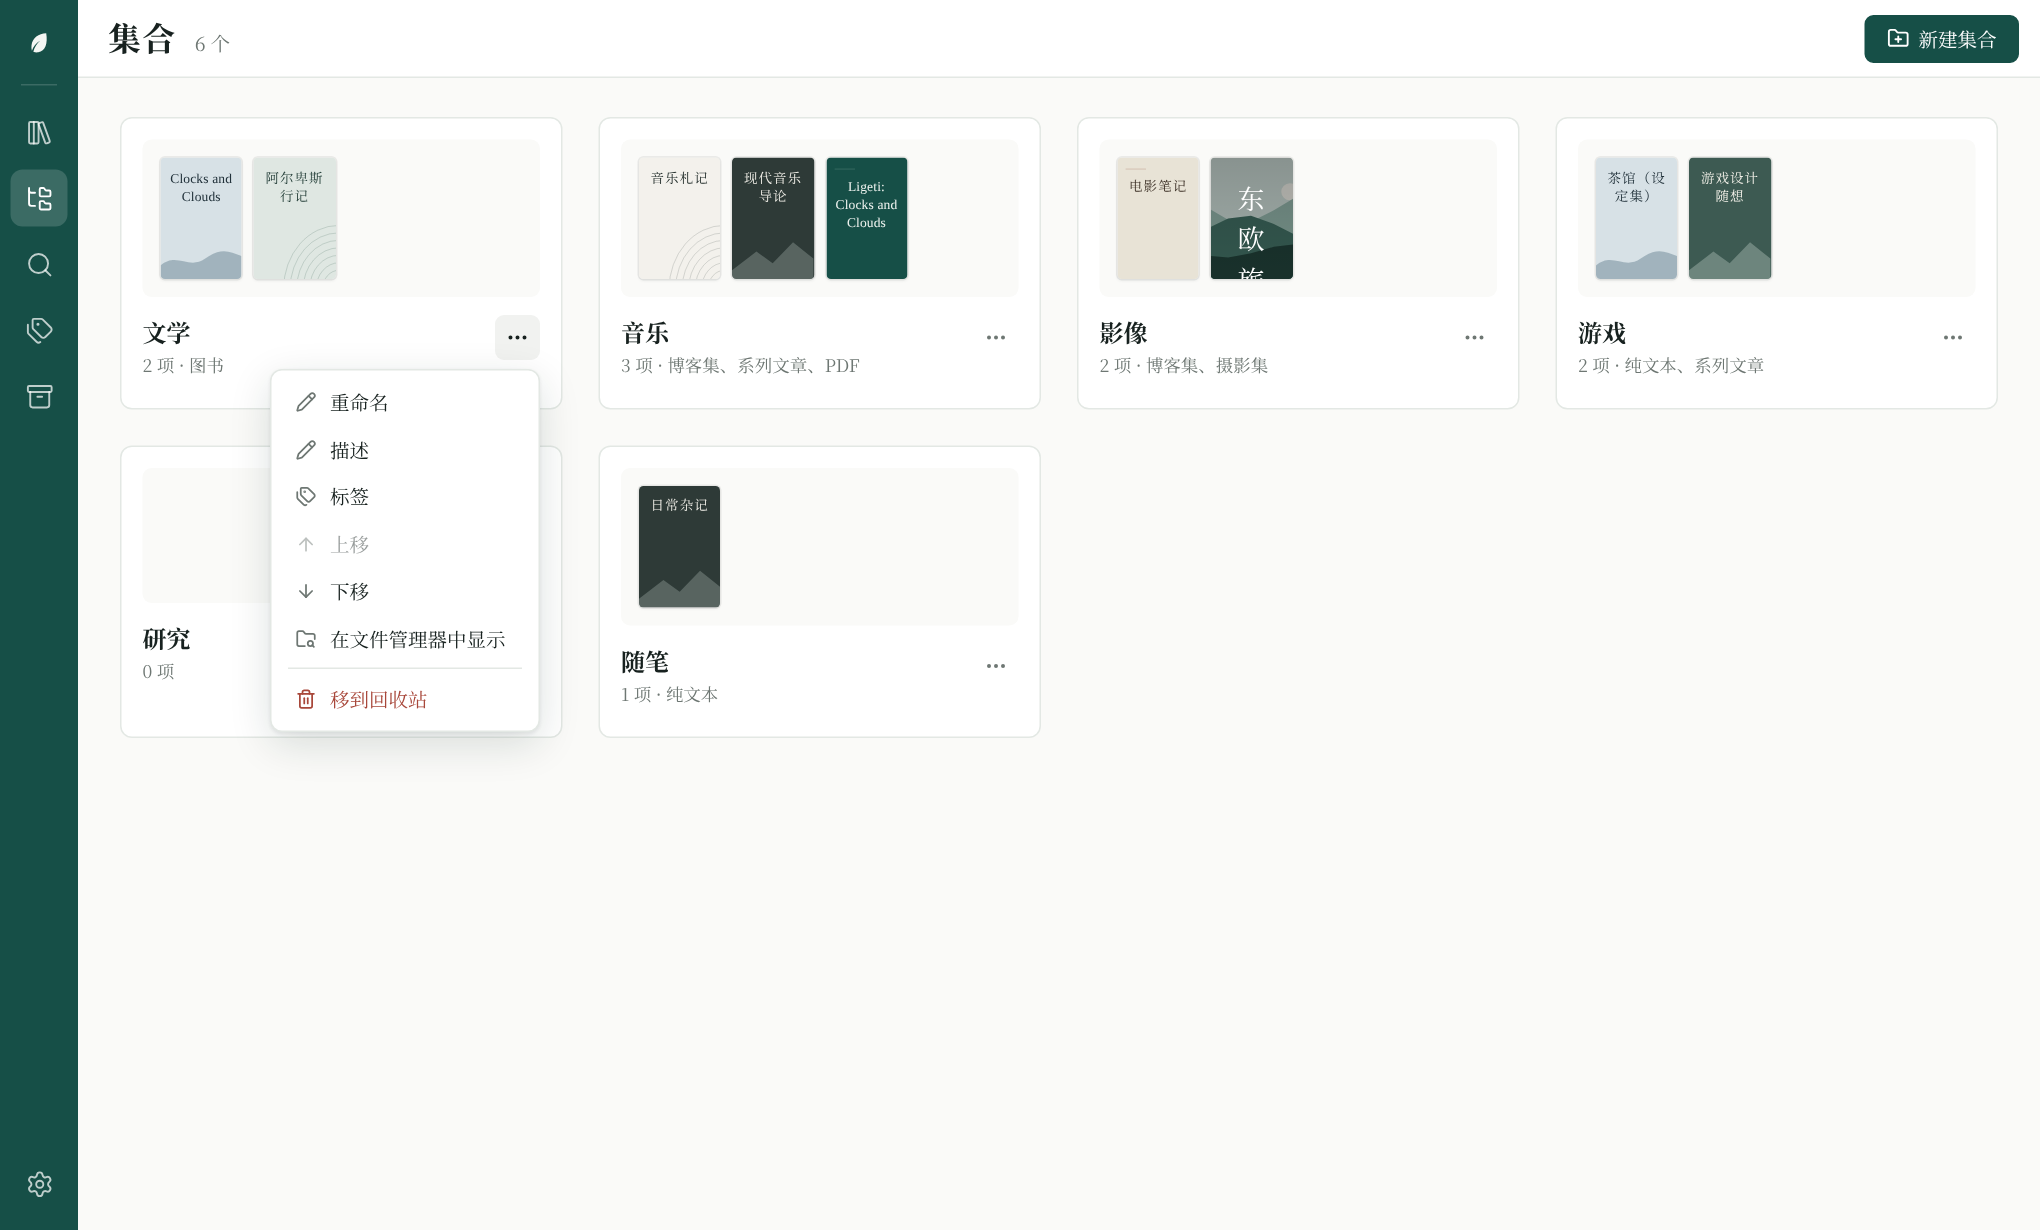 集合 6 个
新建集合
Clocks and
Clouds
阿尔卑斯
行记
文学
2 项 · 图书
音乐札记
现代音乐
导论
Ligeti:
Clocks and
Clouds
音乐
3 项 · 博客集、系列文章、PDF
电影笔记
东
欧
影像
2 项 · 博客集、摄影集
茶馆（设
定集）
游戏设计
随想
游戏
2 项 · 纯文本、系列文章
重命名
描述
标签
上移
下移
在文件管理器中显示
移到回收站
研究
0 项
日常杂记
随笔
1 项 · 纯文本